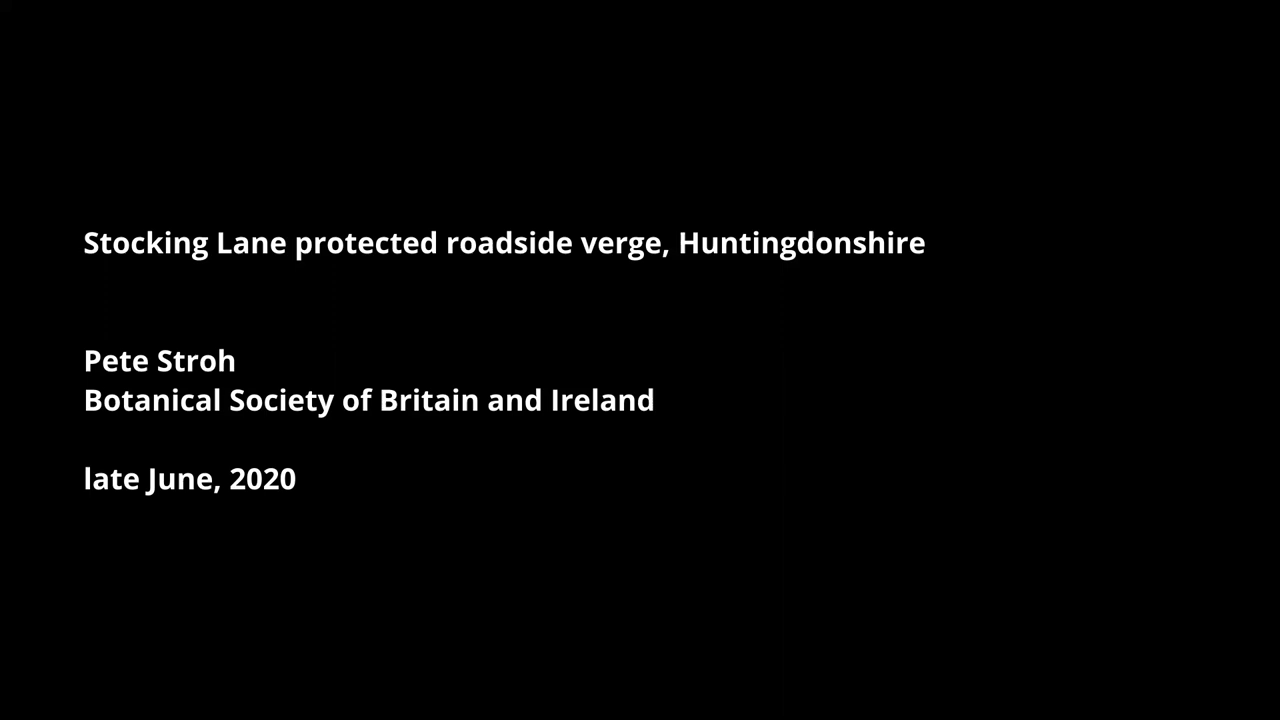 Stocking Lane protected roadside verge, Huntingdonshire
Pete Stroh
Botanical Society of Britain and Ireland
late June, 2020